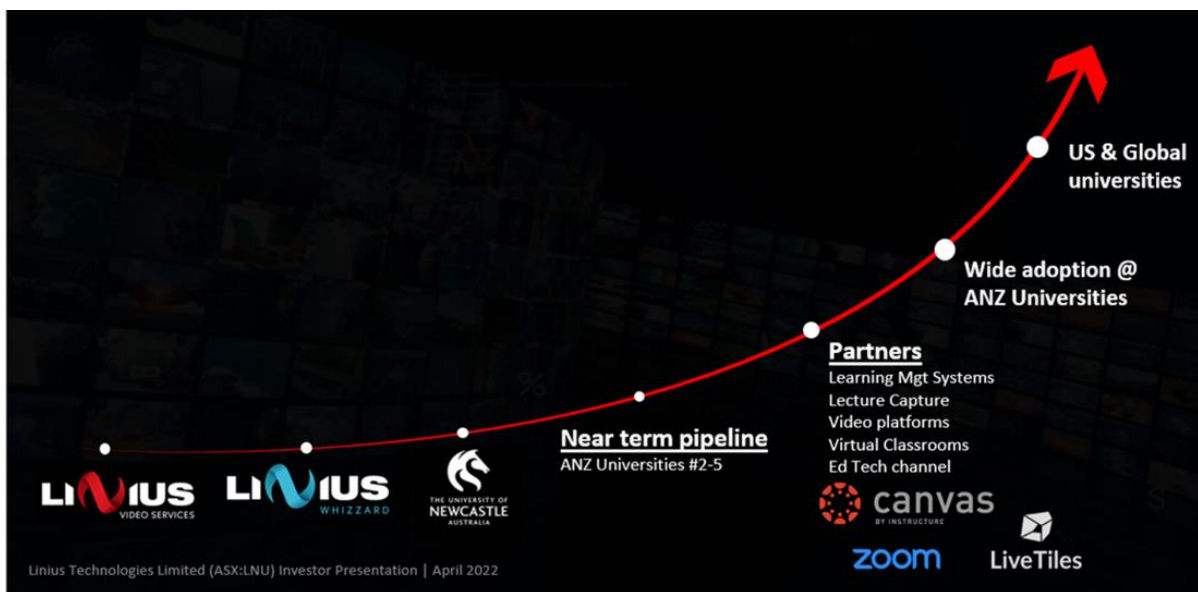 US & Global
universities
Wide adoption @
ANZ Universities
Partners
Learning Mgt Systems
Lecture Capture
Video platforms
Virtual Classrooms
Ed Tech channel
Near term pipeline
ANZ Universities #2-5
LINIUS
VIDEO SERVICES
LINIUS
WHIZZARD
THE UNIVERSITY OF
NEWCASTLE
AUSTRALIA
canvas
BY INSTRUCTURE
zoom
LiveTiles
Linius Technologies Limited (ASX:LNU) Investor Presentation | April 2022